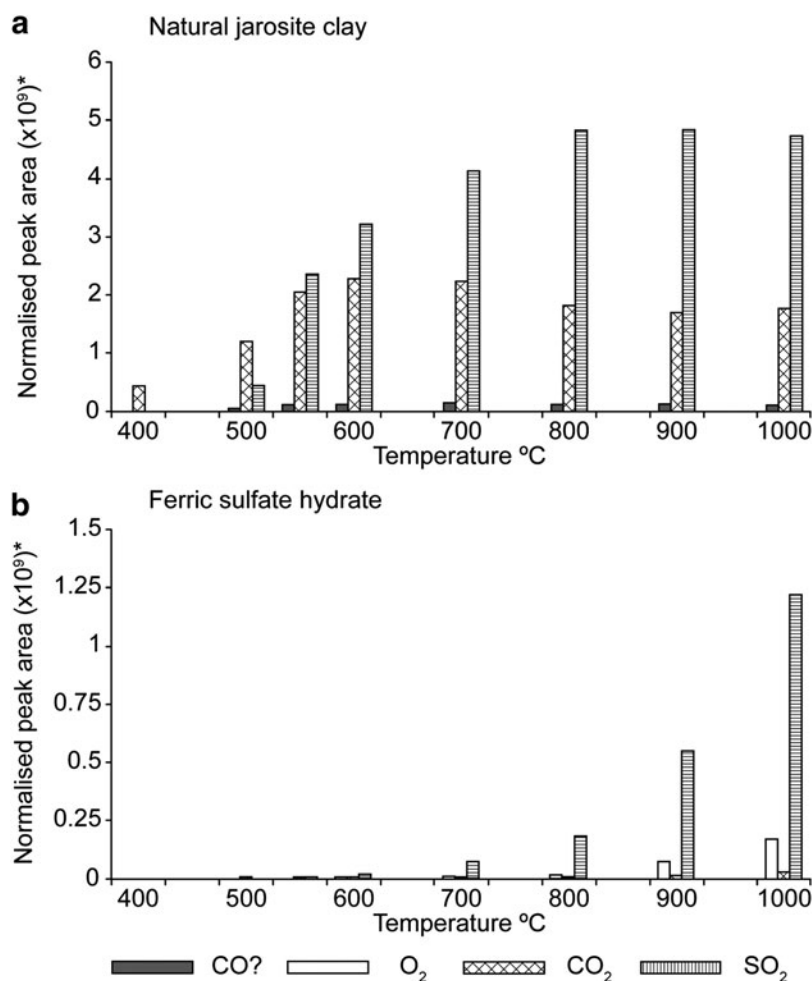 a Natural jarosite clay
Normalised peak area (x10⁹)*
6
5
4
3
2
1
0
400 500 600 700 800 900 1000
Temperature ºC
b Ferric sulfate hydrate
Normalised peak area (x10⁹)*
1.5
1.25
1
0.75
0.5
0.25
0
400 500 600 700 800 900 1000
Temperature ºC
CO? O₂ CO₂ SO₂